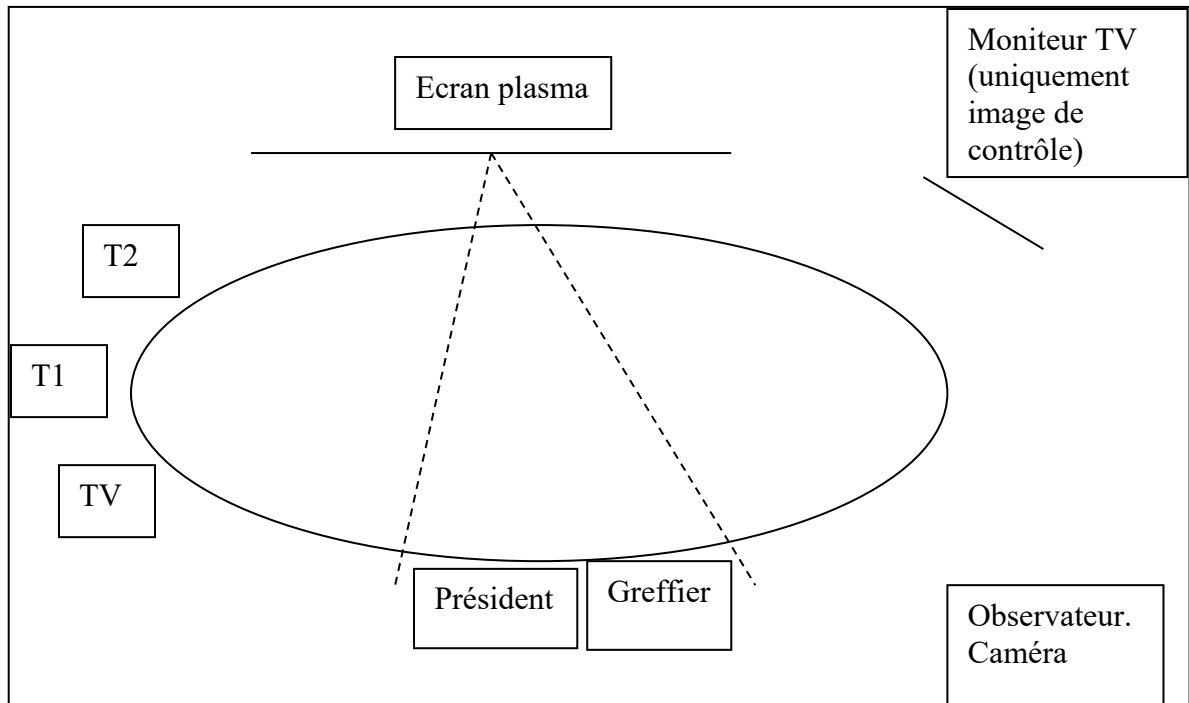 Moniteur TV
(uniquement
image de
contrôle)
Ecran plasma
T2
T1
TV
Président
Greffier
Observateur.
Caméra